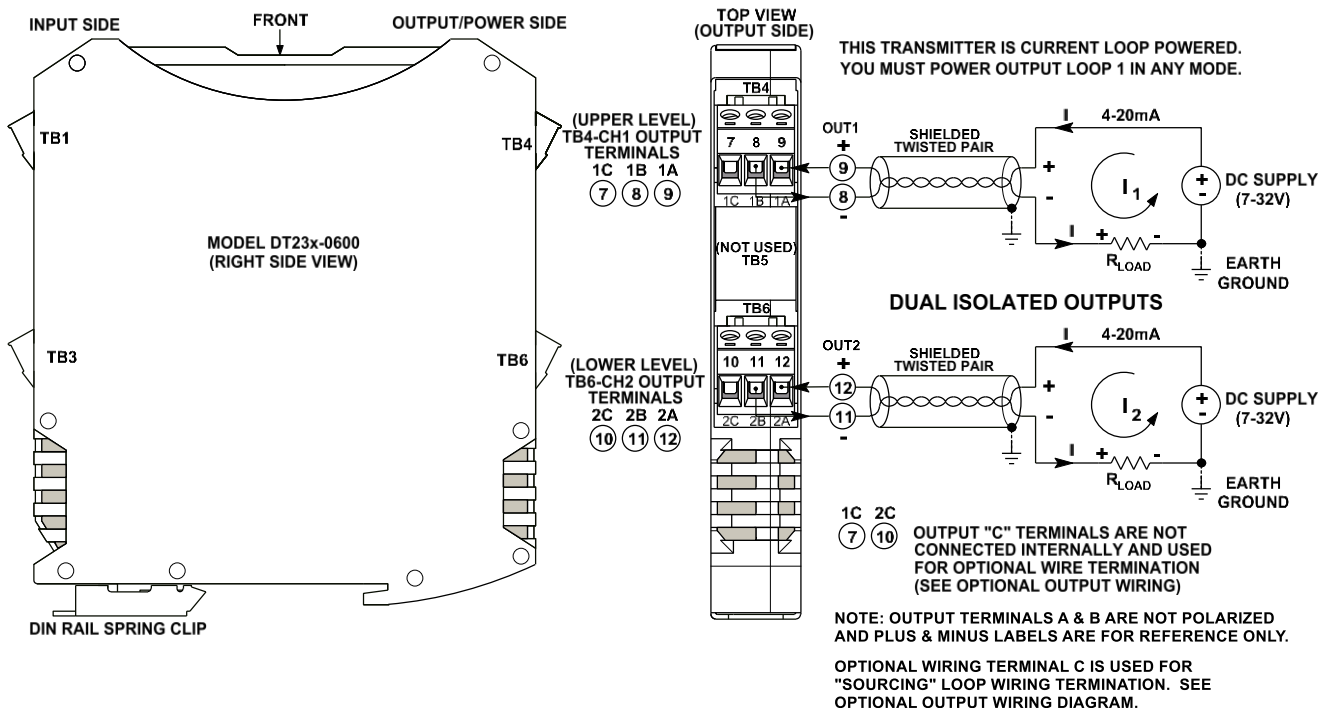 INPUT SIDE
FRONT
OUTPUT/POWER SIDE
TB1
TB4
TB3
TB6
MODEL DT23x-0600
(RIGHT SIDE VIEW)
DIN RAIL SPRING CLIP
(UPPER LEVEL)
TB4-CH1 OUTPUT
TERMINALS
1C 1B 1A
7 8 9
(LOWER LEVEL)
TB6-CH2 OUTPUT
TERMINALS
2C 2B 2A
10 11 12
TOP VIEW
(OUTPUT SIDE)
TB4
7 8 9
1C 1B 1A
(NOT USED)
TB5
TB6
10 11 12
2C 2B 2A
THIS TRANSMITTER IS CURRENT LOOP POWERED.
YOU MUST POWER OUTPUT LOOP 1 IN ANY MODE.
OUT1
+
9
8
-
SHIELDED
TWISTED PAIR
I
4-20mA
+
-
I1
+
-
DC SUPPLY
(7-32V)
I
+ -
RLOAD
EARTH
GROUND
DUAL ISOLATED OUTPUTS
OUT2
+
12
11
-
SHIELDED
TWISTED PAIR
I
4-20mA
+
-
I2
+
-
DC SUPPLY
(7-32V)
I
+ -
RLOAD
EARTH
GROUND
1C 2C
7 10
OUTPUT "C" TERMINALS ARE NOT
CONNECTED INTERNALLY AND USED
FOR OPTIONAL WIRE TERMINATION
(SEE OPTIONAL OUTPUT WIRING)
NOTE: OUTPUT TERMINALS A & B ARE NOT POLARIZED
AND PLUS & MINUS LABELS ARE FOR REFERENCE ONLY.
OPTIONAL WIRING TERMINAL C IS USED FOR
"SOURCING" LOOP WIRING TERMINATION. SEE
OPTIONAL OUTPUT WIRING DIAGRAM.